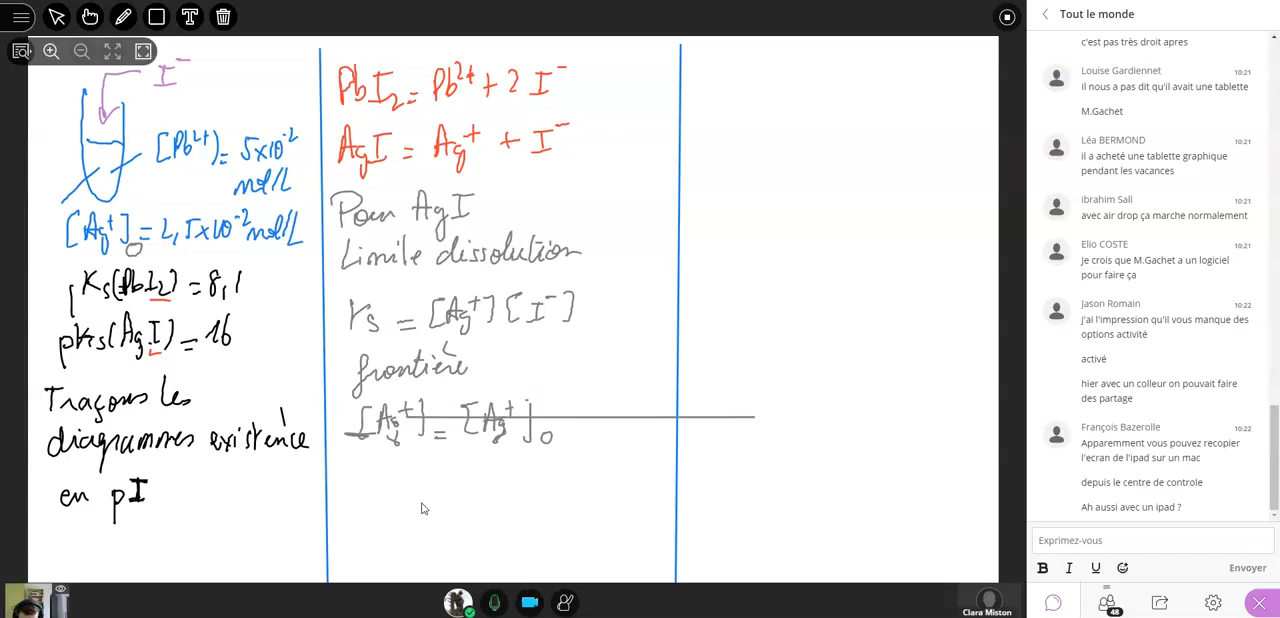 I⁻
[Pb²⁺] = 5×10⁻²
mol/L
[Ag⁺]₀ = 2,5×10⁻² mol/L
pKs(PbI₂) = 8,1
pKs(AgI) = 16
Traçons les
diagrammes existence
en pI
PbI₂ = Pb²⁺ + 2 I⁻
AgI = Ag⁺ + I⁻
Pour AgI
Limite dissolution
Ks = [Ag⁺][I⁻]
frontière
[Ag⁺] = [Ag⁺]₀
Clara Miston
Tout le monde
c'est pas très droit apres
Louise Gardiennet 10:21
Il nous a pas dit qu'il avait une tablette
M.Gachet
Léa BERMOND 10:21
il a acheté une tablette graphique
pendant les vacances
ibrahim Sall 10:21
avec air drop ça marche normalement
Elio COSTE 10:21
Je crois que M.Gachet a un logiciel
pour faire ça
Jason Romain 10:22
j'ai l'impression qu'il vous manque des
options activité
activé
hier avec un colleur on pouvait faire
des partage
François Bazerolle 10:22
Apparemment vous pouvez recopier
l'ecran de l'ipad sur un mac
depuis le centre de controle
Ah aussi avec un ipad ?
Exprimez-vous
B I U Envoyer
48